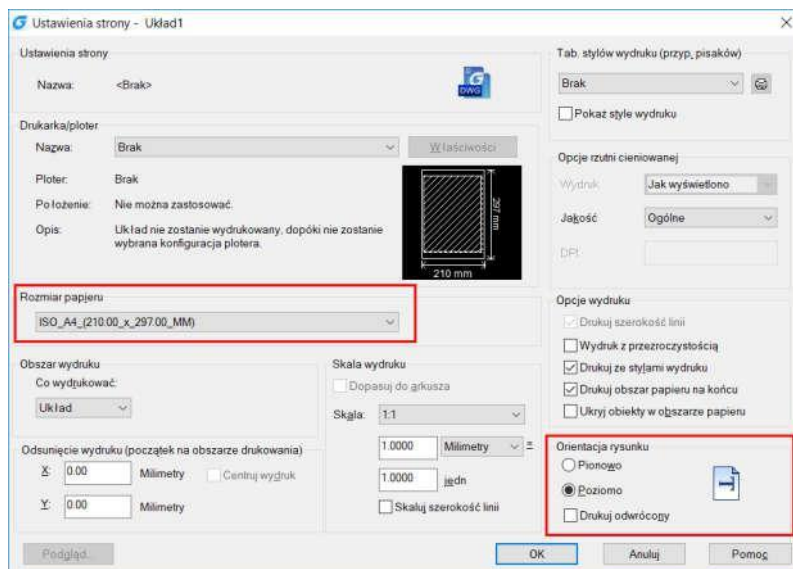 Ustawienia strony - Układ1
Ustawienia strony
Nazwa: <Brak>
DWG
Drukarka/ploter
Nazwa: Brak
Właściwości
Ploter: Brak
Położenie: Nie można zastosować.
Opis: Układ nie zostanie wydrukowany, dopóki nie zostanie
wybrana konfiguracja plotera.
297 mm
210 mm
Rozmiar papieru
ISO_A4_(210.00_x_297.00_MM)
Obszar wydruku
Co wydrukować:
Układ
Odsunięcie wydruku (początek na obszarze drukowania)
X: 0.00 Milimetry
Centruj wydruk
Y: 0.00 Milimetry
Skala wydruku
Dopasuj do arkusza
Skala: 1:1
1.0000 Milimetry =
1.0000 jedn
Skaluj szerokość linii
Tab. stylów wydruku (przyp. pisaków)
Brak
Pokaż style wydruku
Opcje rzutni cieniowanej
Wydruk Jak wyświetlono
Jakość Ogólne
DPI
Opcje wydruku
Drukuj szerokość linii
Wydruk z przezroczystością
Drukuj ze stylami wydruku
Drukuj obszar papieru na końcu
Ukryj obiekty w obszarze papieru
Orientacja rysunku
Pionowo
Poziomo
Drukuj odwrócony
Podgląd...
OK
Anuluj
Pomoc